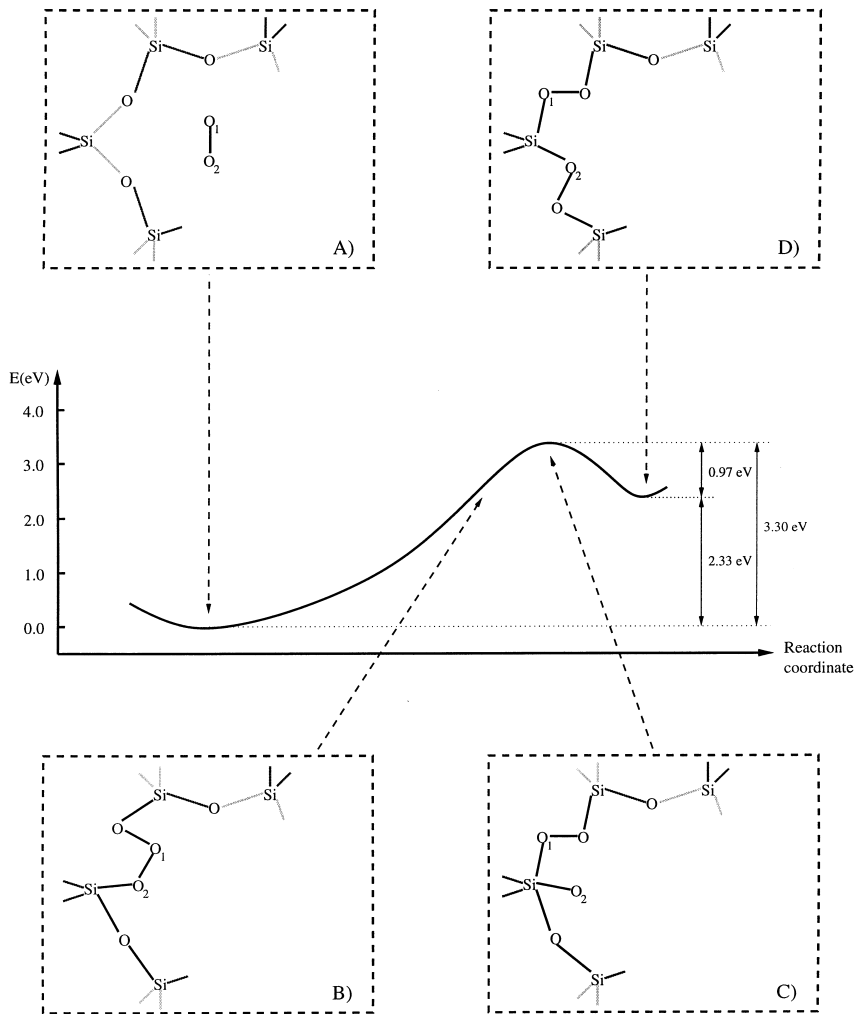 Si O Si
O
O1
Si
O2
O
Si
A)
Si O Si
O1 O
Si
O2
O
Si
D)
E(eV)
4.0
3.0
2.0
1.0
0.0
0.97 eV
3.30 eV
2.33 eV
Reaction
coordinate
Si O Si
O
O1
Si O2
O
Si
B)
Si O Si
O1 O
Si O2
O
Si
C)